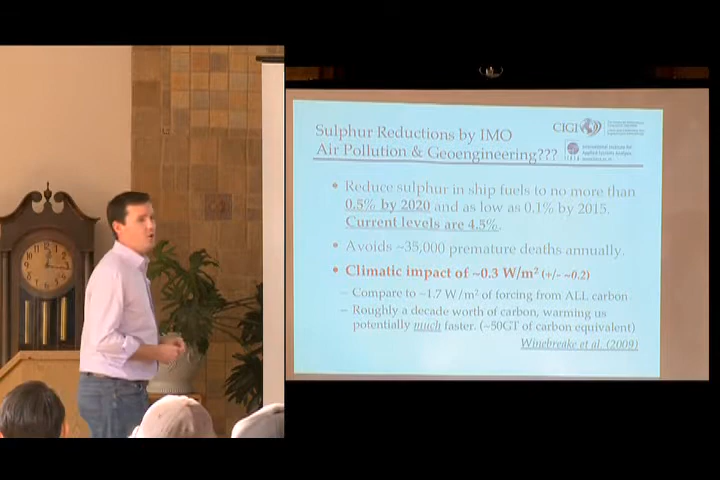 Sulphur Reductions by IMO
Air Pollution & Geoengineering???
CIGI
International Institute for
Applied Systems Analysis
• Reduce sulphur in ship fuels to no more than
0.5% by 2020 and as low as 0.1% by 2015.
Current levels are 4.5%.
• Avoids ~35,000 premature deaths annually.
• Climatic impact of ~0.3 W/m² (+/- ~0.2)
– Compare to ~1.7 W/m² of forcing from ALL carbon
– Roughly a decade worth of carbon, warming us
potentially much faster. (~50GT of carbon equivalent)
Winebreake et al. (2009)